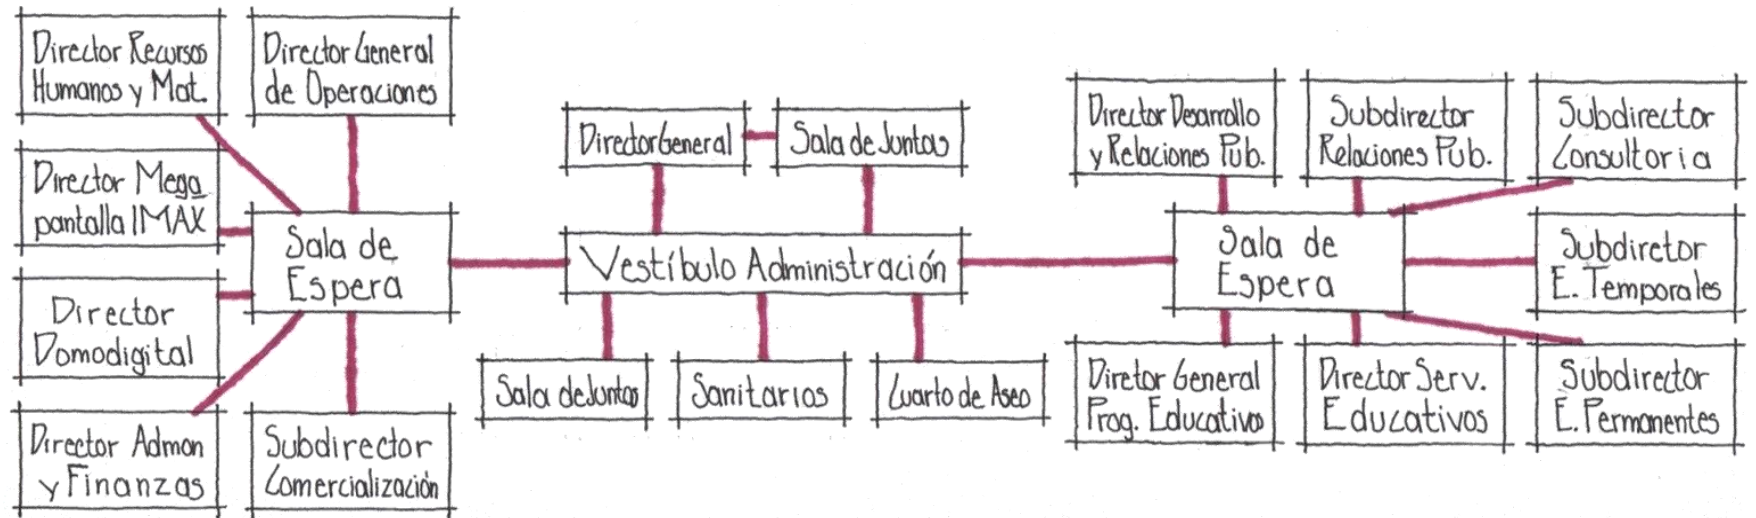 Director Recursos
Humanos y Mat.
Director General
de Operaciones
Director Mega
pantalla IMAX
Sala de
Espera
Director
Domodigital
Director Admon
y Finanzas
Subdirector
Comercialización
Director General
Sala de Juntas
Vestíbulo Administración
Sala de Juntas
Sanitarios
Cuarto de Aseo
Director Desarrollo
y Relaciones Pub.
Subdirector
Relaciones Pub.
Subdirector
Consultoria
Sala de
Espera
Subdiretor
E. Temporales
Diretor General
Prog. Educativo
Director Serv.
Educativos
Subdirector
E. Permanentes